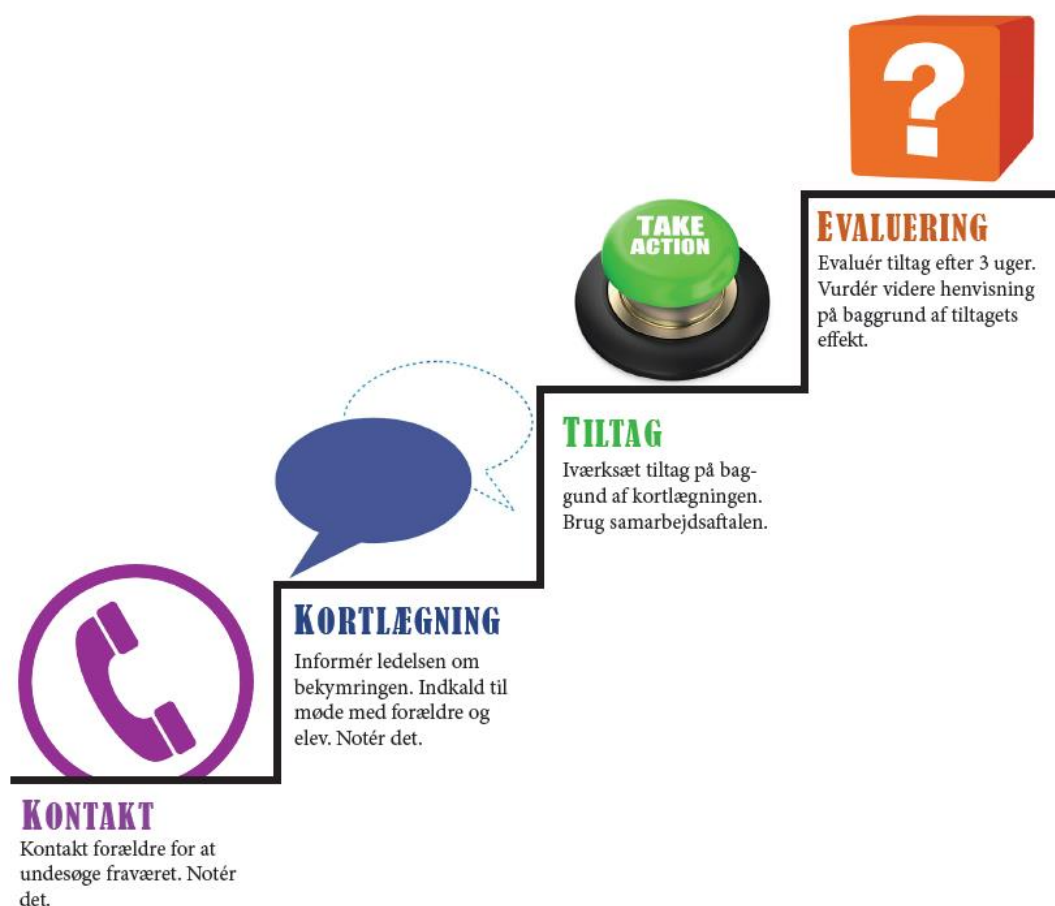 ?
TAKE
ACTION
EVALUERING
Evaluér tiltag efter 3 uger.
Vurdér videre henvisning
på baggrund af tiltagets
effekt.
TILTAG
Iværksæt tiltag på bag-
gund af kortlægningen.
Brug samarbejdsaftalen.
KORTLÆGNING
Informér ledelsen om
bekymringen. Indkald til
møde med forældre og
elev. Notér det.
KONTAKT
Kontakt forældre for at
undesøge fraværet. Notér
det.